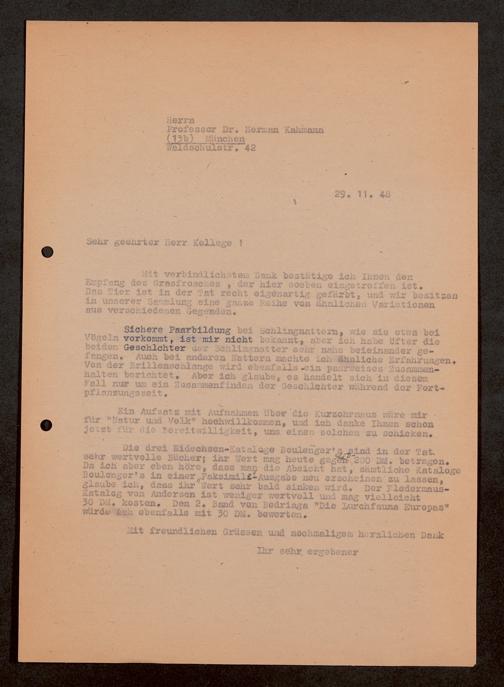 Herrn
Professor Dr. Herman Kahmann
(13b) München
Waldschulstr. 42
29. 11. 48
Sehr geehrter Herr Kollege !
Mit verbindlichstem Dank bestätige ich Ihnen den
Empfang des Grasfrosches , der hier soeben eingetroffen ist.
Das Tier ist in der Tat recht eigenartig gefärbt, und wir besitzen
in unserer Sammlung eine ganze Reihe von ähnlichen Variationen
aus verschiedenen Gegenden.
Sichere Paarbildung bei Schlingnattern, wie sie etwa bei
Vögeln vorkommt, ist mir nicht bekannt, aber ich habe öfter die
beiden Geschlchter der Schlingnatter sehr nahe beieinander ge-
fangen. Auch bei anderen Nattern machte ich ähnliche Erfahrungen.
Von der Brillenschlange wird ebenfalls ein paarweises Zusammen-
halten berichtet. Aber ich glaube, es handelt sich in diesem
Fall nur um ein Zusammenfinden der Geschlchter während der Fort-
pflanzungszeit.
Ein Aufsatz mit Aufnahmen über die Kurzohrmaus wäre mir
für "Natur und Volk" hochwillkommen, und ich danke Ihnen schon
jetzt für die Bereitwilligkeit, uns einen solchen zu schicken.
Die drei Eidechsen-Kataloge Boulenger's sind in der Tat
sehr wertvolle Bücher; ihr Wert mag heute gegen 200 DM. betragen.
Da ich aber eben höre, dass man die Absicht hat, sämtliche Kataloge
Boulenger's in einer Faksimile-Ausgabe neu erscheinen zu lassen,
glaube ich, dass ihr Wert sehr bald sinken wird. Der Fledermaus-
Katalog von Andersen ist weniger wertvoll und mag vielleicht
30 DM. kosten. Den 2. Band von Bedriaga "Die Lurchfauna Europas"
würde ich ebenfalls mit 30 DM. bewerten.
Mit freundlichen Grüssen und nochmaligem herzlichen Dank
Ihr sehr ergebener